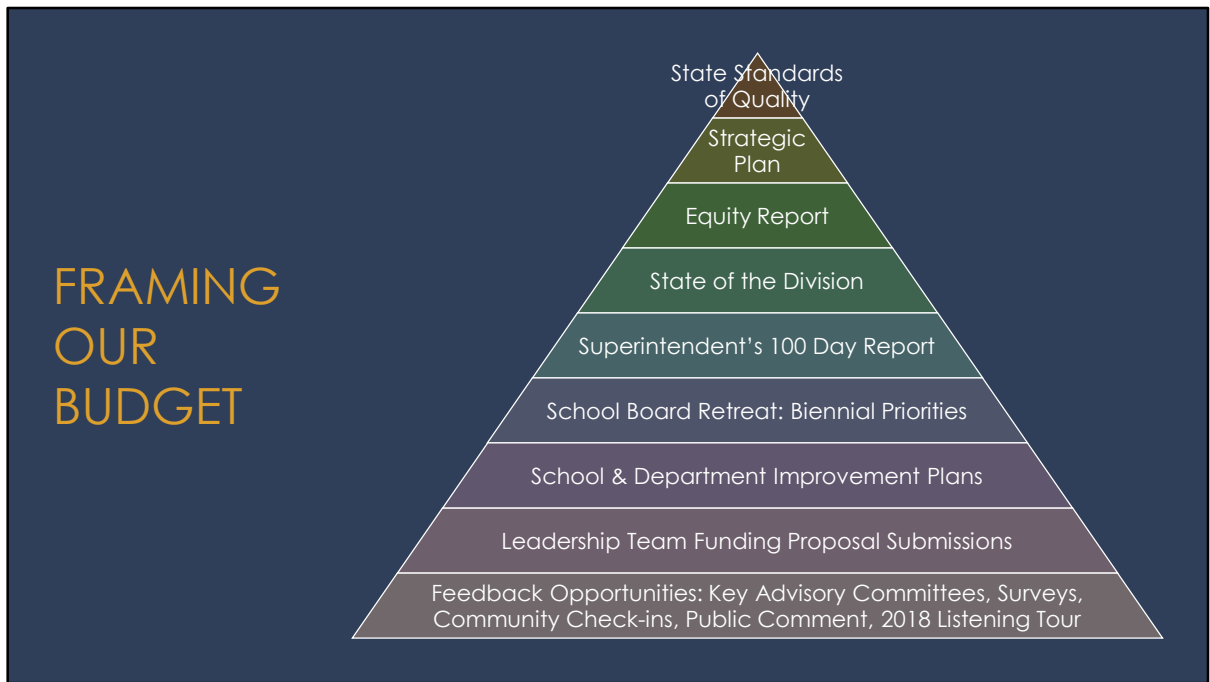 FRAMING
OUR
BUDGET
State Standards
of Quality
Strategic
Plan
Equity Report
State of the Division
Superintendent’s 100 Day Report
School Board Retreat: Biennial Priorities
School & Department Improvement Plans
Leadership Team Funding Proposal Submissions
Feedback Opportunities: Key Advisory Committees, Surveys,
Community Check-ins, Public Comment, 2018 Listening Tour